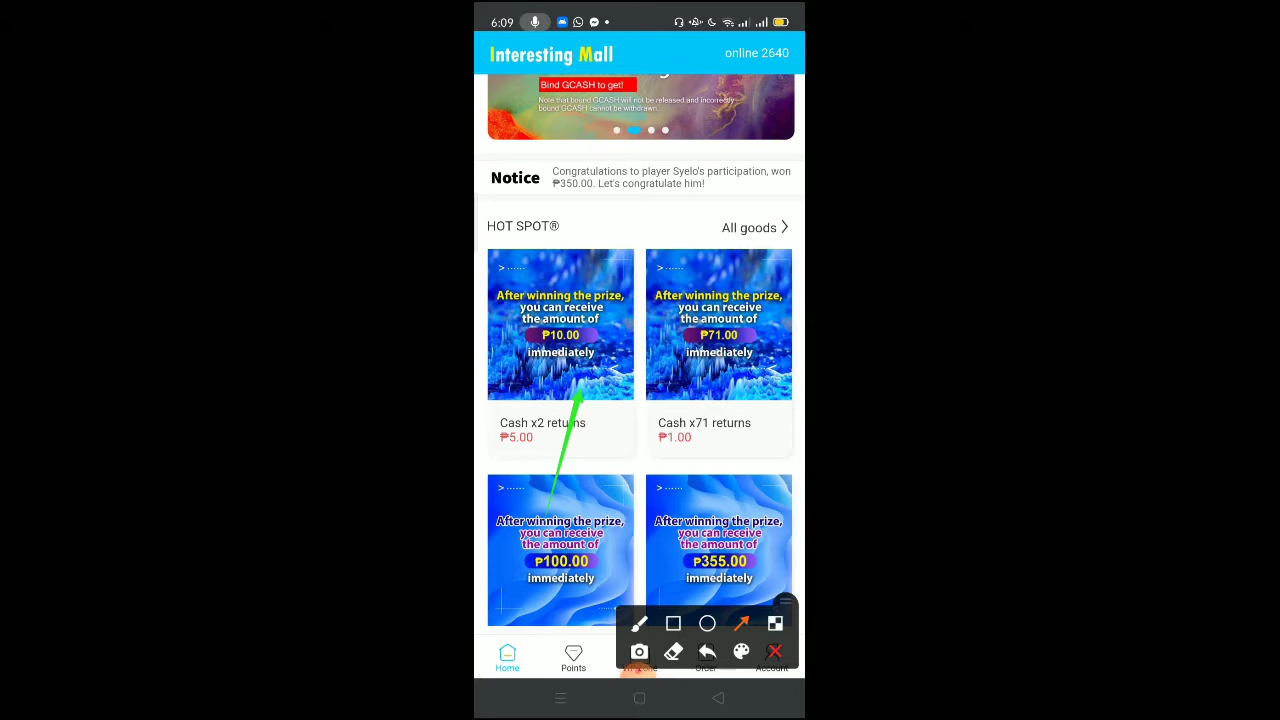 6:09
Interesting Mall
online 2640
Bind GCASH to get!
Note that bound GCASH will not be released and incorrectly
bound GCASH cannot be withdrawn...
Notice
Congratulations to player Syelo's participation, won
₱350.00. Let's congratulate him!
HOT SPOT®
All goods
After winning the prize,
you can receive
the amount of
₱10.00
immediately
Cash x2 returns
₱5.00
After winning the prize,
you can receive
the amount of
₱71.00
immediately
Cash x71 returns
₱1.00
After winning the prize,
you can receive
the amount of
₱100.00
immediately
After winning the prize,
you can receive
the amount of
₱355.00
immediately
Home
Points
Order
Account